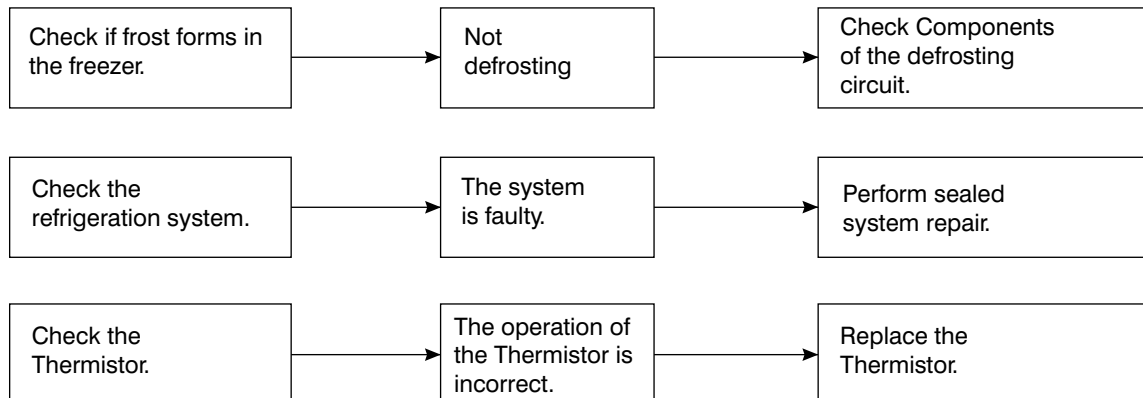 Check if frost forms in
the freezer.
Not
defrosting
Check Components
of the defrosting
circuit.
Check the
refrigeration system.
The system
is faulty.
Perform sealed
system repair.
Check the
Thermistor.
The operation of
the Thermistor is
incorrect.
Replace the
Thermistor.